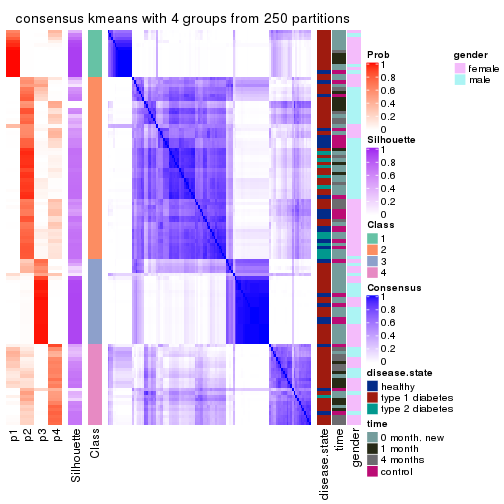 consensus kmeans with 4 groups from 250 partitions
p1
p2
p3
p4
Silhouette
Class
disease.state
time
gender
Prob
1
0.8
0.6
0.4
0.2
0
Silhouette
1
0.8
0.6
0.4
0.2
0
Class
1
2
3
4
Consensus
1
0.8
0.6
0.4
0.2
0
disease.state
healthy
type 1 diabetes
type 2 diabetes
time
0 month. new
1 month
4 months
control
gender
female
male